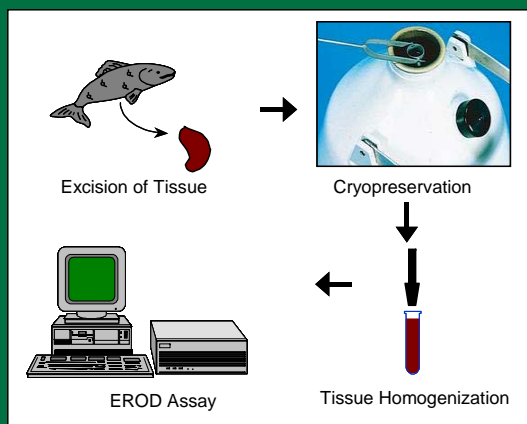 Excision of Tissue
Cryopreservation
Tissue Homogenization
EROD Assay